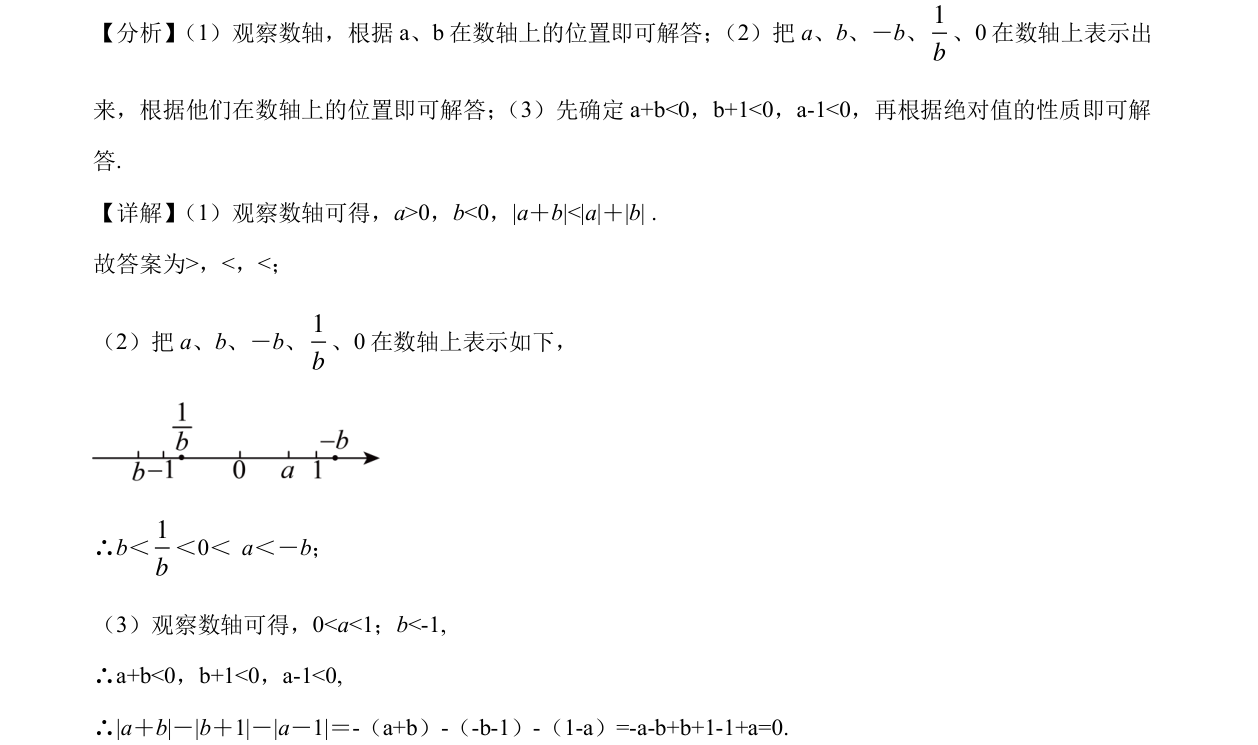 【分析】（1）观察数轴，根据 a、b 在数轴上的位置即可解答；（2）把 a、b、－b、1/b、0 在数轴上表示出
来，根据他们在数轴上的位置即可解答；（3）先确定 a+b<0，b+1<0，a-1<0，再根据绝对值的性质即可解
答.
【详解】（1）观察数轴可得，a>0，b<0，|a＋b|<|a|＋|b| .
故答案为>，<，<；
（2）把 a、b、－b、1/b、0 在数轴上表示如下，
1/b −b
b −1 0 a 1
∴b＜1/b＜0＜ a＜－b；
（3）观察数轴可得，0<a<1；b<-1,
∴a+b<0，b+1<0，a-1<0,
∴|a＋b|－|b＋1|－|a－1|＝-（a+b）-（-b-1）-（1-a）=-a-b+b+1-1+a=0.